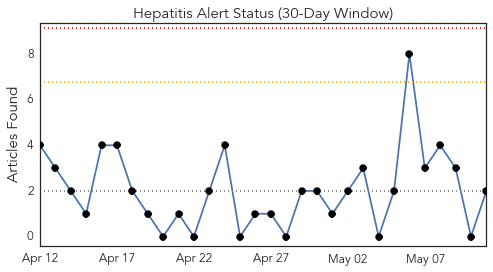 Hepatitis Alert Status (30-Day Window)
Articles Found
8
6
4
2
0
Apr 12 Apr 17 Apr 22 Apr 27 May 02 May 07